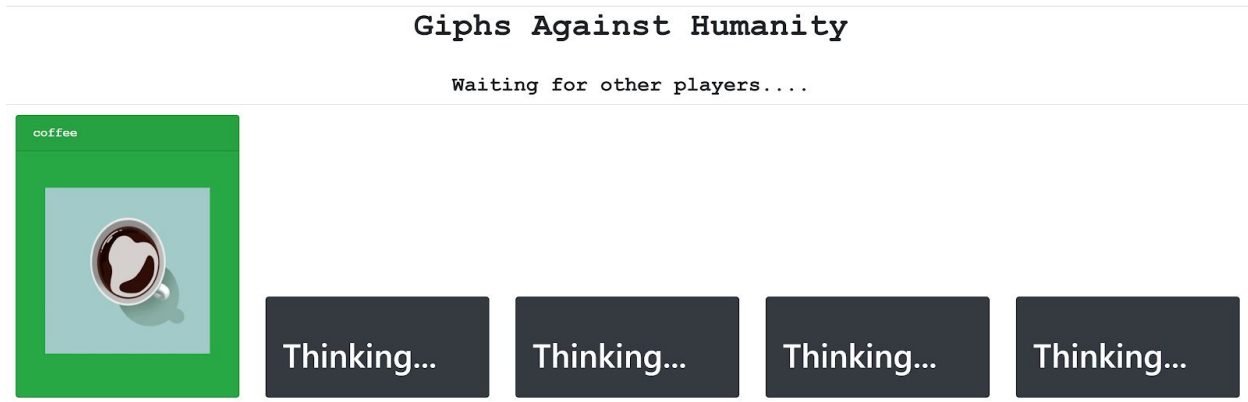 Giphs Against Humanity
Waiting for other players....
coffee
Thinking...
Thinking...
Thinking...
Thinking...